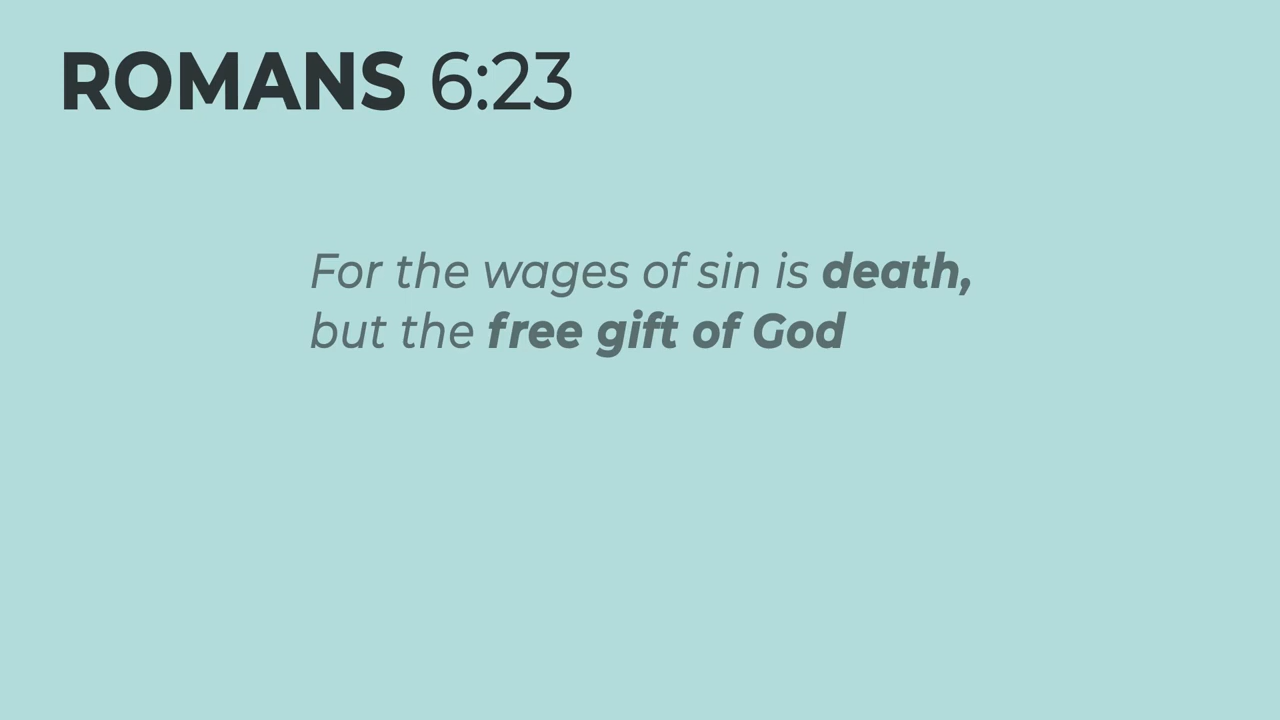 ROMANS 6:23
For the wages of sin is death,
but the free gift of God